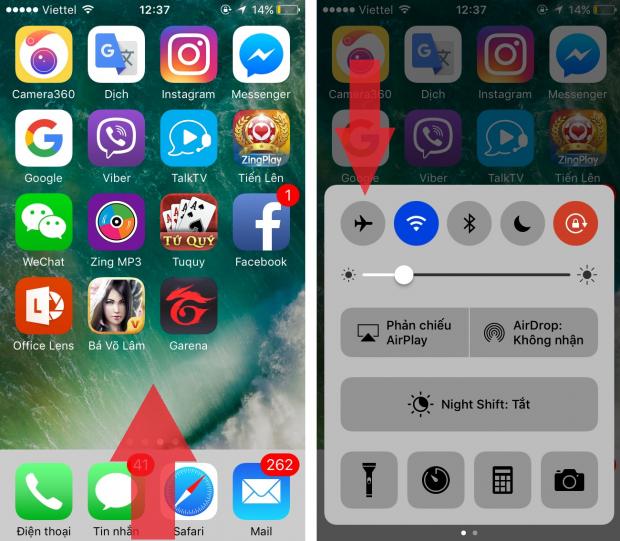 Viettel 12:37 14%
Camera360 Dịch Instagram Messenger
ZingPlay
Google Viber TalkTV Tiến Lên
TỨ QUÝ
1
WeChat Zing MP3 Tuquy Facebook
Office Lens Bá Võ Lâm Garena
41 262
Điện thoại Tin nhắn Safari Mail
Viettel 12:37 14%
Camera360 Dịch Instagram Messenger
ZingPlay
Google Viber TalkTV Tiến Lên
Phản chiếu
AirPlay
AirDrop:
Không nhận
Night Shift: Tắt